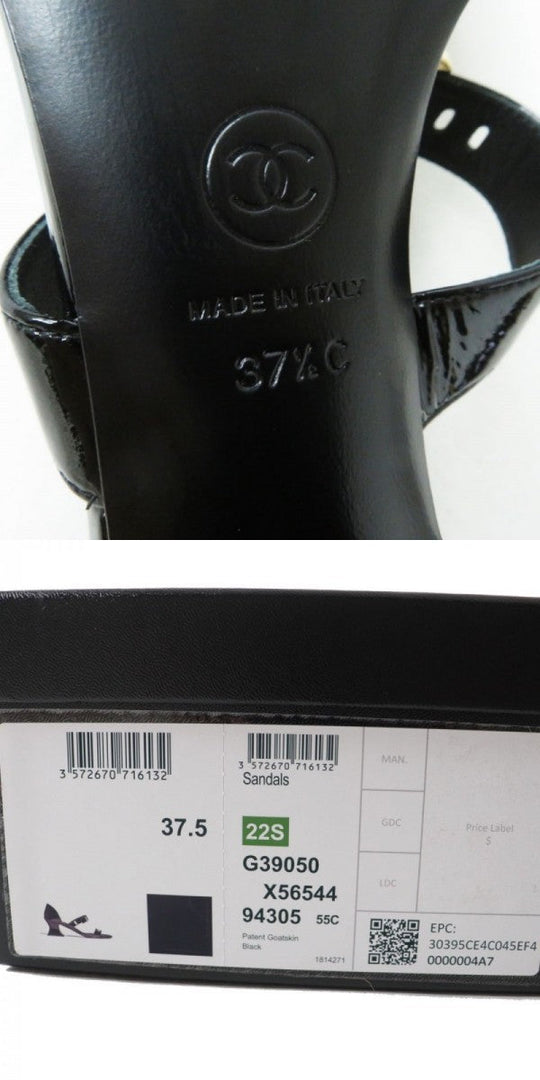 MADE IN ITALY
37½ C
3 572670 716132
37.5
3 572670 716132
Sandals
22S
G39050
X56544
94305 55C
Patent Goatskin
Black
1814271
MAN.
GDC
LDC
Price Label
$
EPC:
30395CE4C045EF4
0000004A7